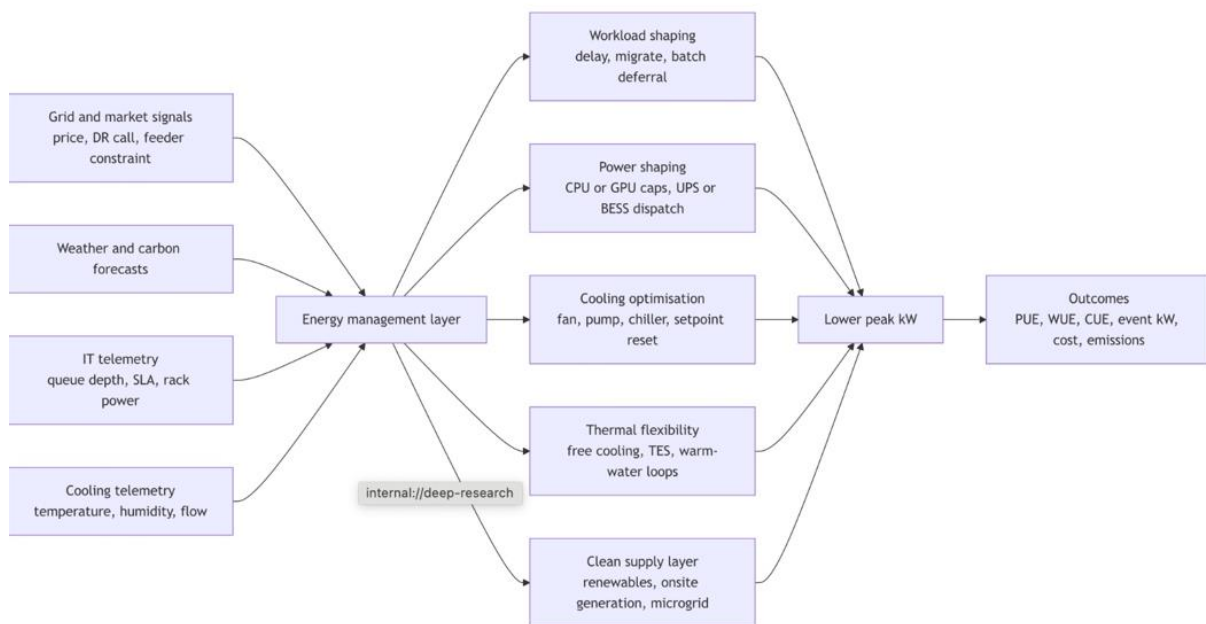 Grid and market signals
price, DR call, feeder
constraint
Weather and carbon
forecasts
IT telemetry
queue depth, SLA, rack
power
Cooling telemetry
temperature, humidity, flow
Energy management layer
internal://deep-research
Workload shaping
delay, migrate, batch
deferral
Power shaping
CPU or GPU caps, UPS or
BESS dispatch
Cooling optimisation
fan, pump, chiller, setpoint
reset
Thermal flexibility
free cooling, TES, warm-
water loops
Clean supply layer
renewables, onsite
generation, microgrid
Lower peak kW
Outcomes
PUE, WUE, CUE, event kW,
cost, emissions